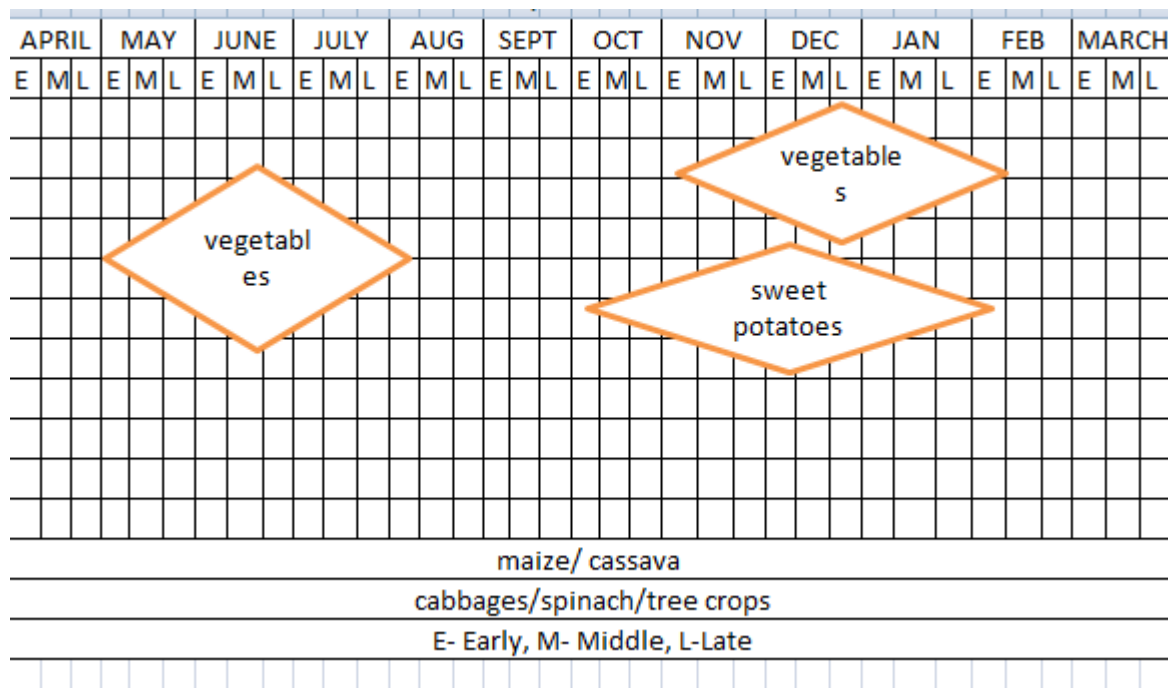 APRIL MAY JUNE JULY AUG SEPT OCT NOV DEC JAN FEB MARCH
E M L E M L E M L E M L E M L E M L E M L E M L E M L E M L E M L E M L
vegetable
s
vegetabl
es
sweet
potatoes
maize/ cassava
cabbages/spinach/tree crops
E- Early, M- Middle, L-Late